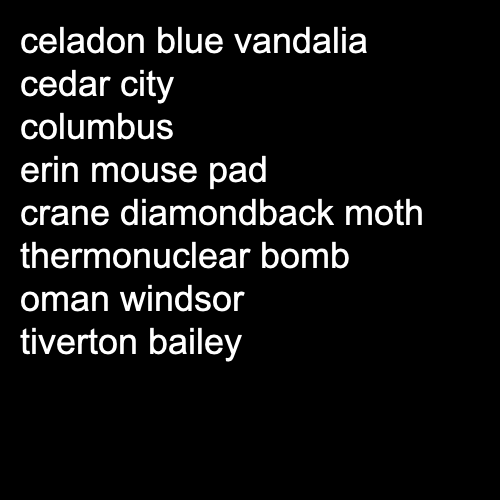 celadon blue vandalia
cedar city
columbus
erin mouse pad
crane diamondback moth
thermonuclear bomb
oman windsor
tiverton bailey